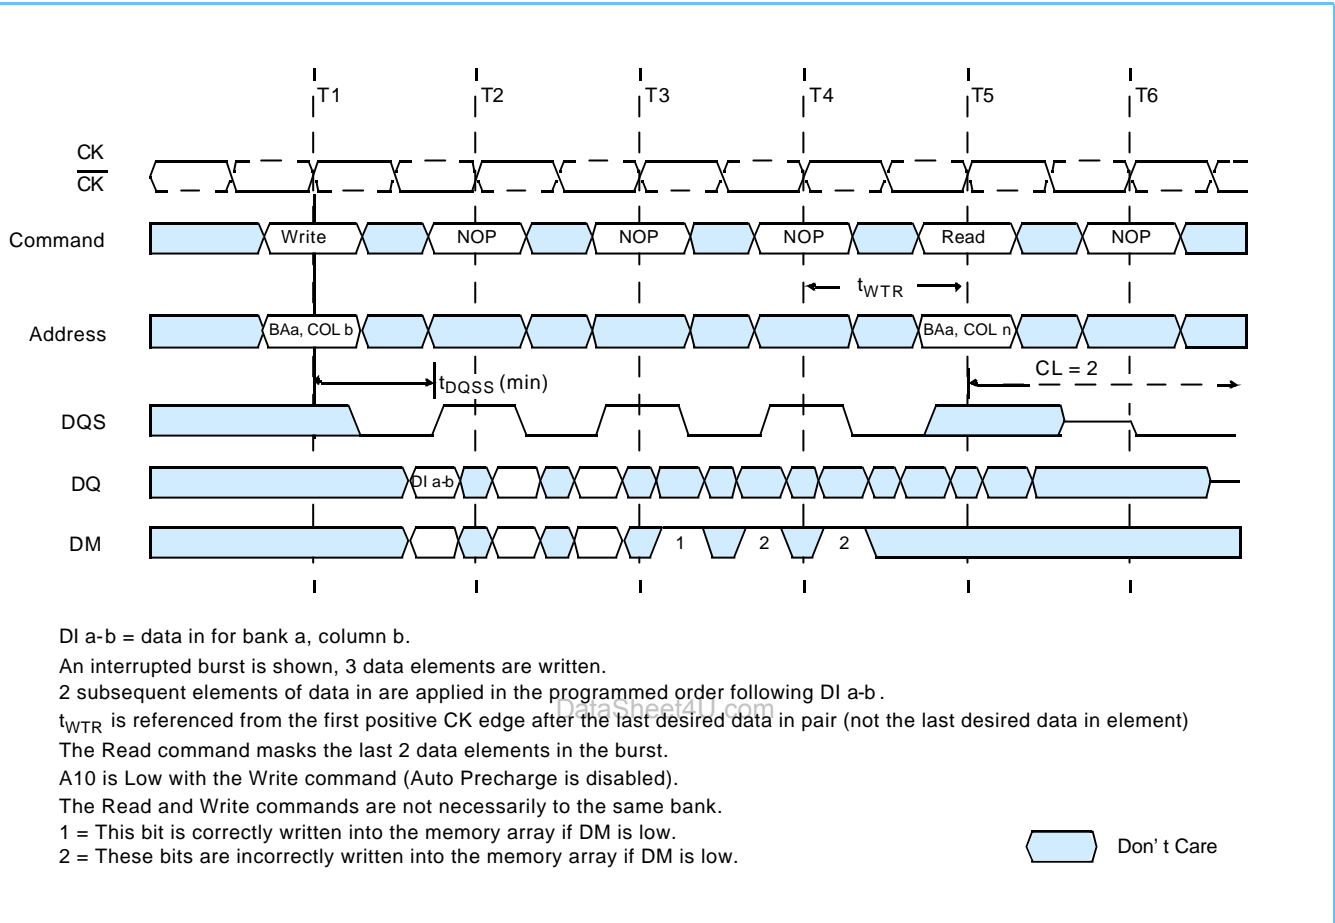 T1 T2 T3 T4 T5 T6
CK
CK
Command Write NOP NOP NOP Read NOP
tWTR
Address BAa, COL b BAa, COL n
tDQSS (min) CL = 2
DQS
DQ DI a-b
DM 1 2 2
DI a-b = data in for bank a, column b.
An interrupted burst is shown, 3 data elements are written.
2 subsequent elements of data in are applied in the programmed order following DI a-b .
DataSheet4U.com
tWTR is referenced from the first positive CK edge after the last desired data in pair (not the last desired data in element)
The Read command masks the last 2 data elements in the burst.
A10 is Low with the Write command (Auto Precharge is disabled).
The Read and Write commands are not necessarily to the same bank.
1 = This bit is correctly written into the memory array if DM is low.
2 = These bits are incorrectly written into the memory array if DM is low.
Don' t Care